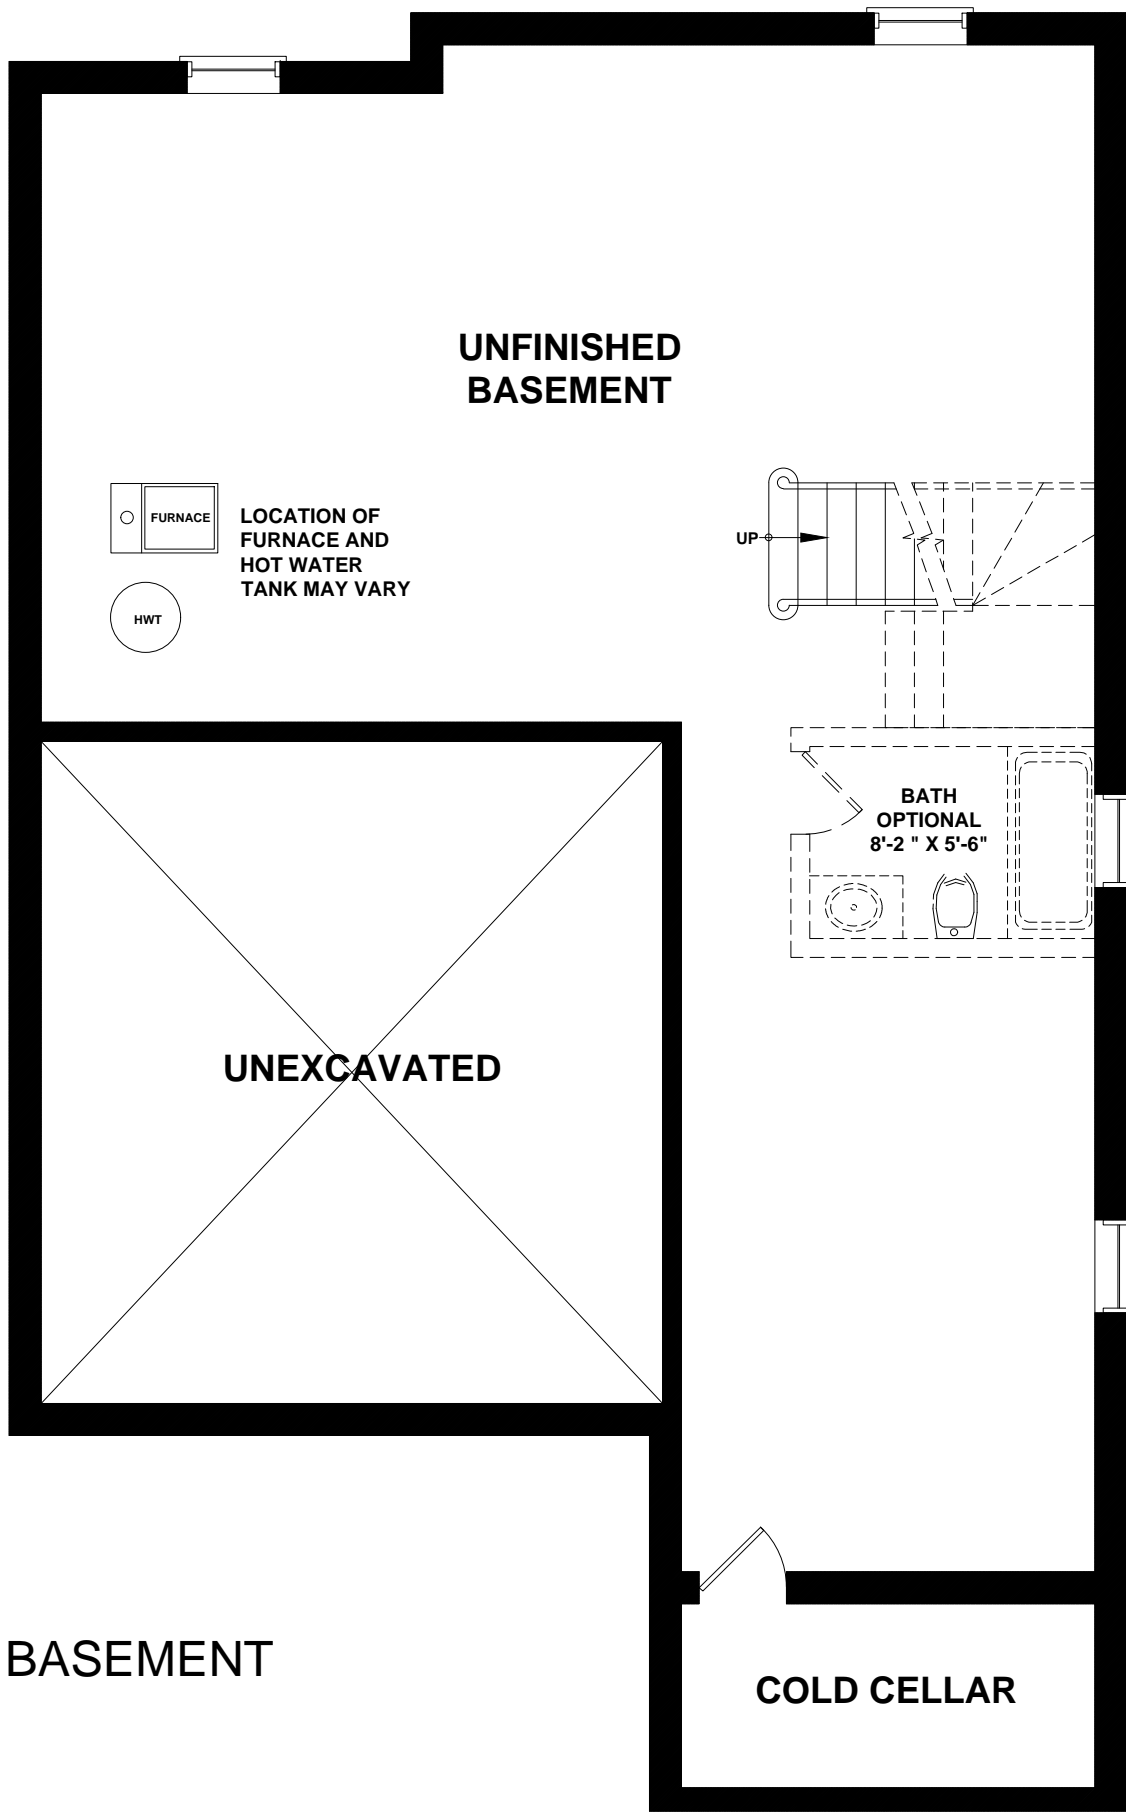 UNFINISHED
BASEMENT
FURNACE
LOCATION OF
FURNACE AND
HOT WATER
TANK MAY VARY
HWT
UP
BATH
OPTIONAL
8'-2 " X 5'-6"
UNEXCAVATED
BASEMENT
COLD CELLAR